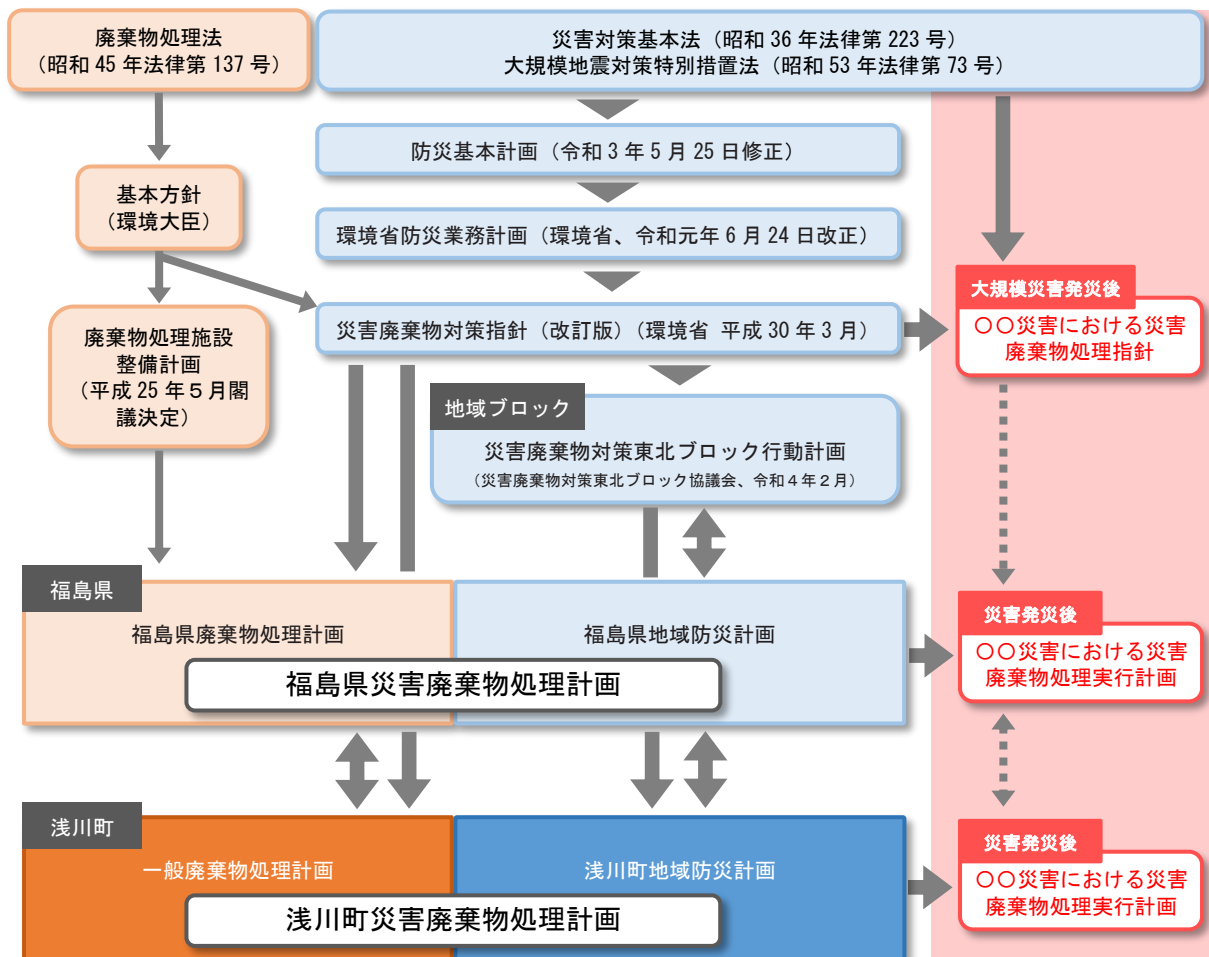 廃棄物処理法
（昭和 45 年法律第 137 号）
災害対策基本法（昭和 36 年法律第 223 号）
大規模地震対策特別措置法（昭和 53 年法律第 73 号）
防災基本計画（令和 3 年 5 月 25 日修正）
基本方針
（環境大臣）
環境省防災業務計画（環境省、令和元年 6 月 24 日改正）
大規模災害発災後
〇〇災害における災害
廃棄物処理指針
廃棄物処理施設
整備計画
（平成 25 年５月閣
議決定）
災害廃棄物対策指針（改訂版）（環境省 平成 30 年 3 月）
地域ブロック
災害廃棄物対策東北ブロック行動計画
（災害廃棄物対策東北ブロック協議会、令和４年２月）
福島県
福島県廃棄物処理計画
福島県地域防災計画
福島県災害廃棄物処理計画
災害発災後
〇〇災害における災害
廃棄物処理実行計画
浅川町
一般廃棄物処理計画
浅川町地域防災計画
浅川町災害廃棄物処理計画
災害発災後
〇〇災害における災害
廃棄物処理実行計画